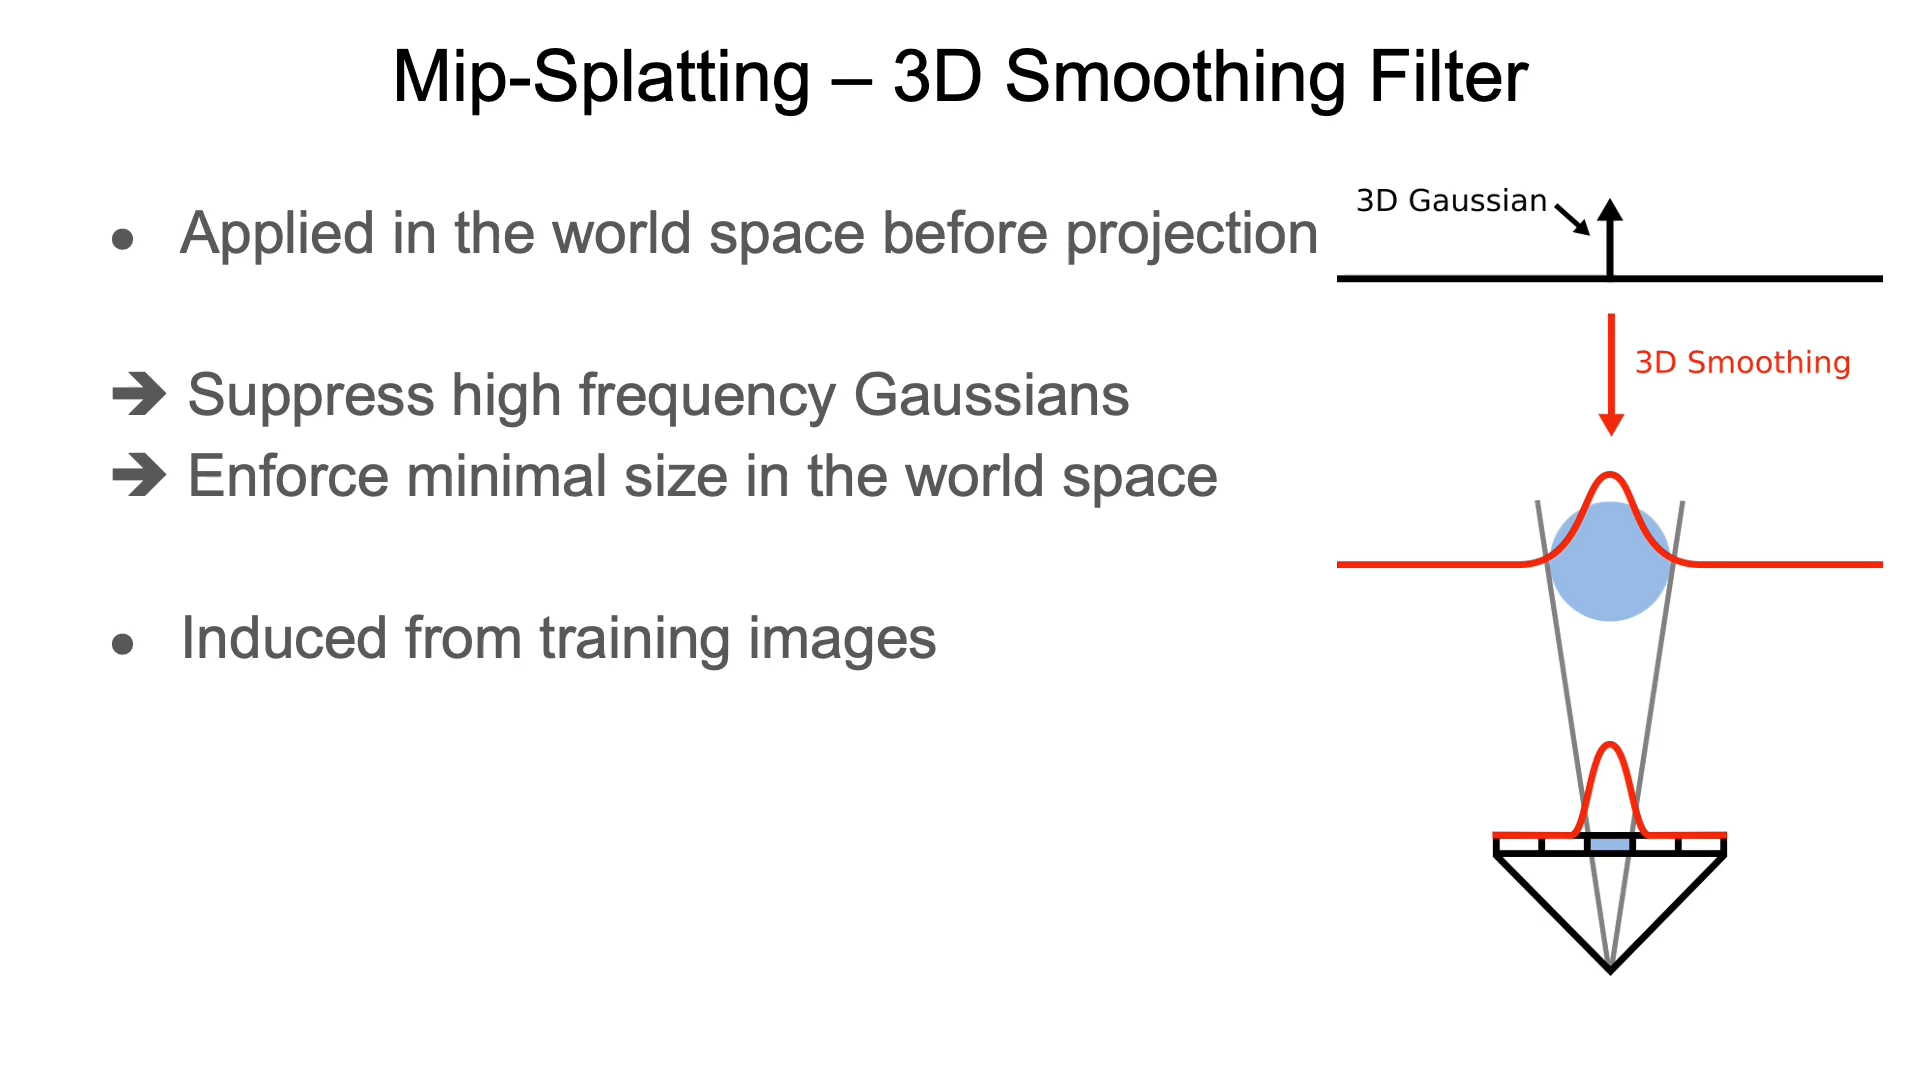 Mip-Splatting – 3D Smoothing Filter
● Applied in the world space before projection
➔ Suppress high frequency Gaussians
➔ Enforce minimal size in the world space
● Induced from training images
3D Gaussian
3D Smoothing